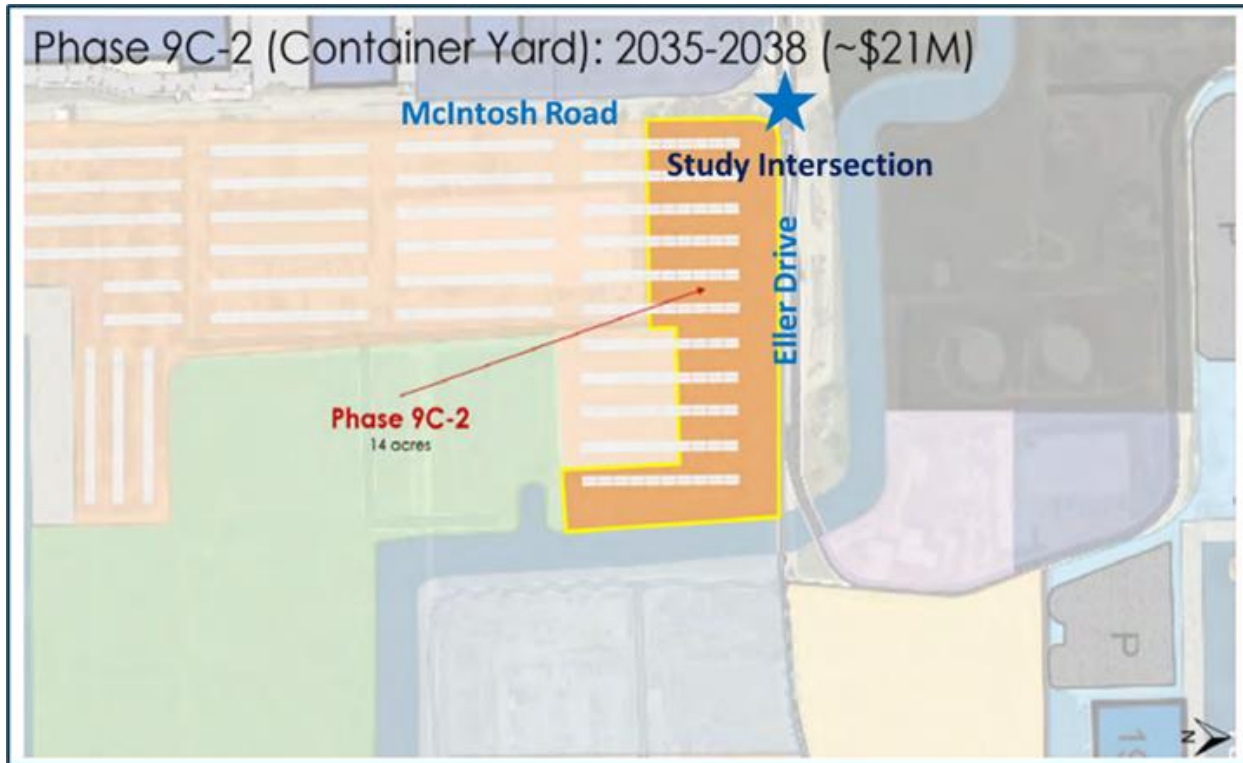 Phase 9C-2 (Container Yard): 2035-2038 (~$21M)
McIntosh Road
Study Intersection
Eller Drive
Phase 9C-2
14 acres
P
P
19
N